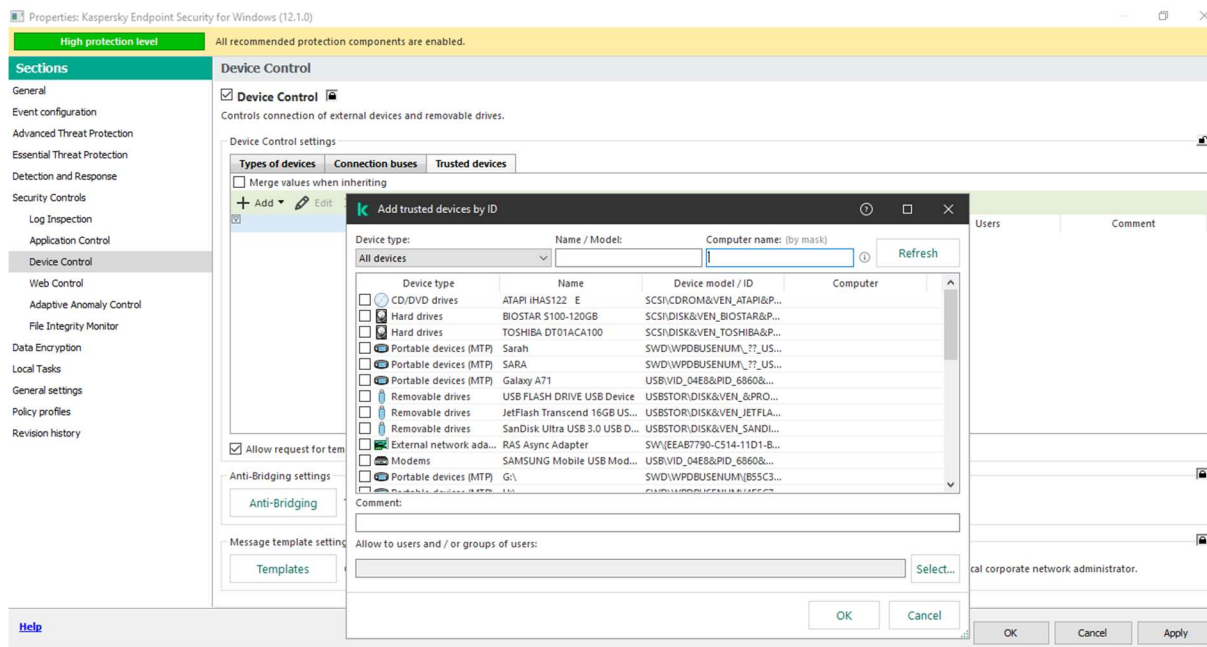 Properties: Kaspersky Endpoint Security for Windows (12.1.0)
High protection level All recommended protection components are enabled.
Sections
General
Event configuration
Advanced Threat Protection
Essential Threat Protection
Detection and Response
Security Controls
Log Inspection
Application Control
Device Control
Web Control
Adaptive Anomaly Control
File Integrity Monitor
Data Encryption
Local Tasks
General settings
Policy profiles
Revision history
Help
Device Control
Device Control
Controls connection of external devices and removable drives.
Device Control settings
Types of devices Connection buses Trusted devices
Merge values when inheriting
Add Edit
Users Comment
Allow request for tem
Anti-Bridging settings
Anti-Bridging
Message template setting
Templates
cal corporate network administrator.
Add trusted devices by ID
Device type: Name / Model: Computer name: (by mask)
All devices Refresh
Device type Name Device model / ID Computer
CD/DVD drives ATAPI iHAS122 E SCSI\CDROM&VEN_ATAPI&P...
Hard drives BIOSTAR S100-120GB SCSI\DISK&VEN_BIOSTAR&P...
Hard drives TOSHIBA DT01ACA100 SCSI\DISK&VEN_TOSHIBA&P...
Portable devices (MTP) Sarah SWD\WPDBUSENUM\_??_US...
Portable devices (MTP) SARA SWD\WPDBUSENUM\_??_US...
Portable devices (MTP) Galaxy A71 USB\VID_04E8&PID_6860&...
Removable drives USB FLASH DRIVE USB Device USBSTOR\DISK&VEN_&PRO...
Removable drives JetFlash Transcend 16GB US... USBSTOR\DISK&VEN_JETFLA...
Removable drives SanDisk Ultra USB 3.0 USB D... USBSTOR\DISK&VEN_SANDI...
External network ada... RAS Async Adapter SW\{EEAB7790-C514-11D1-B...
Modems SAMSUNG Mobile USB Mod... USB\VID_04E8&PID_6860&...
Portable devices (MTP) G:\ SWD\WPDBUSENUM\{B55C3...
Comment:
Allow to users and / or groups of users:
Select...
OK Cancel
OK Cancel Apply